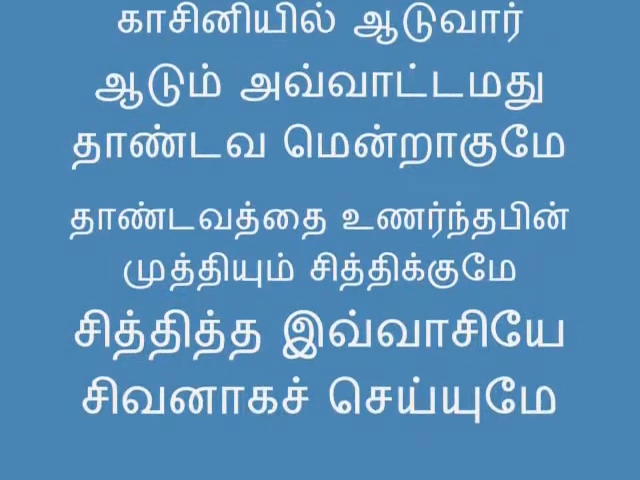 காசினியில் ஆடுவார்
ஆடும் அவ்வாட்டமது
தாண்டவ மென்றாகுமே
தாண்டவத்தை உணர்ந்தபின்
முத்தியும் சித்திக்குமே
சித்தித்த இவ்வாசியே
சிவனாகச் செய்யுமே